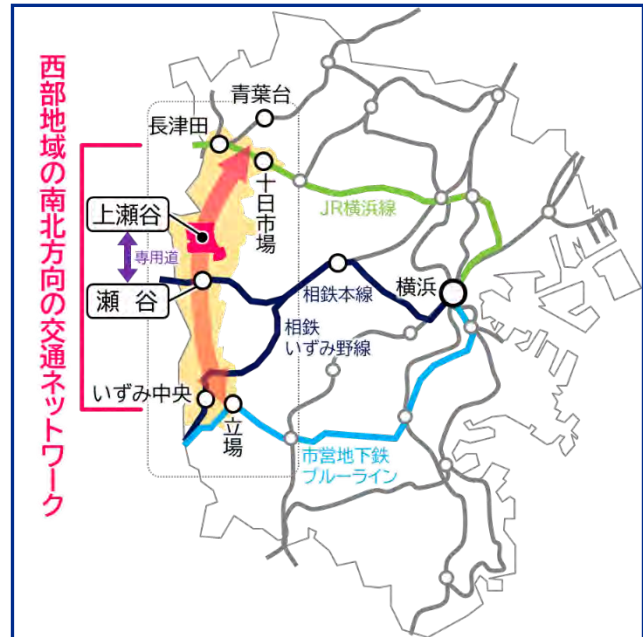 西部地域の南北方向の交通ネットワーク
青葉台
長津田
十日市場
上瀬谷
JR横浜線
専用道
瀬谷
相鉄本線
横浜
相鉄
いずみ野線
いずみ中央
立場
市営地下鉄
ブルーライン